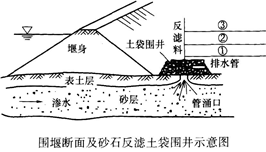 堰身
土袋围井
反滤料
③
②
①
排水管
表土层
渗水
砂层
管涌口
围堰断面及砂石反滤土袋围井示意图